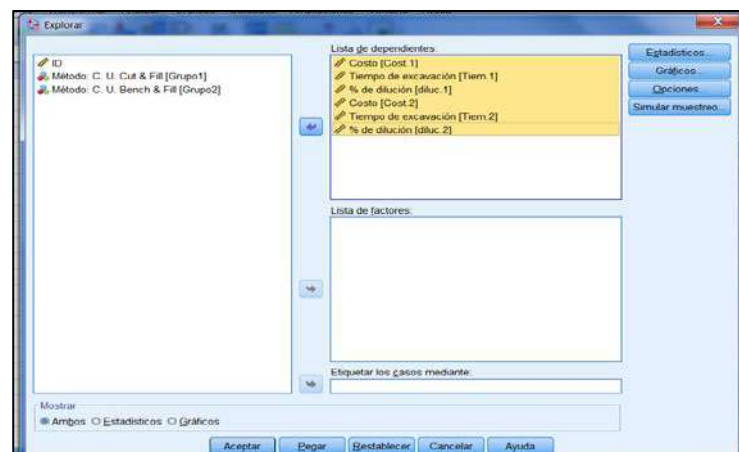 Explorar
ID
Método: C. U. Cut & Fill [Grupo1]
Método: C. U. Bench & Fill [Grupo2]
Lista de dependientes:
Costo [Cost.1]
Tiempo de excavación [Tiem.1]
% de dilución [diluc.1]
Costo [Cost.2]
Tiempo de excavación [Tiem.2]
% de dilución [diluc.2]
Estadísticos...
Gráficos...
Opciones...
Simular muestreo...
Lista de factores:
Etiquetar los casos mediante:
Mostrar
Ambos Estadísticos Gráficos
Aceptar Pegar Restablecer Cancelar Ayuda